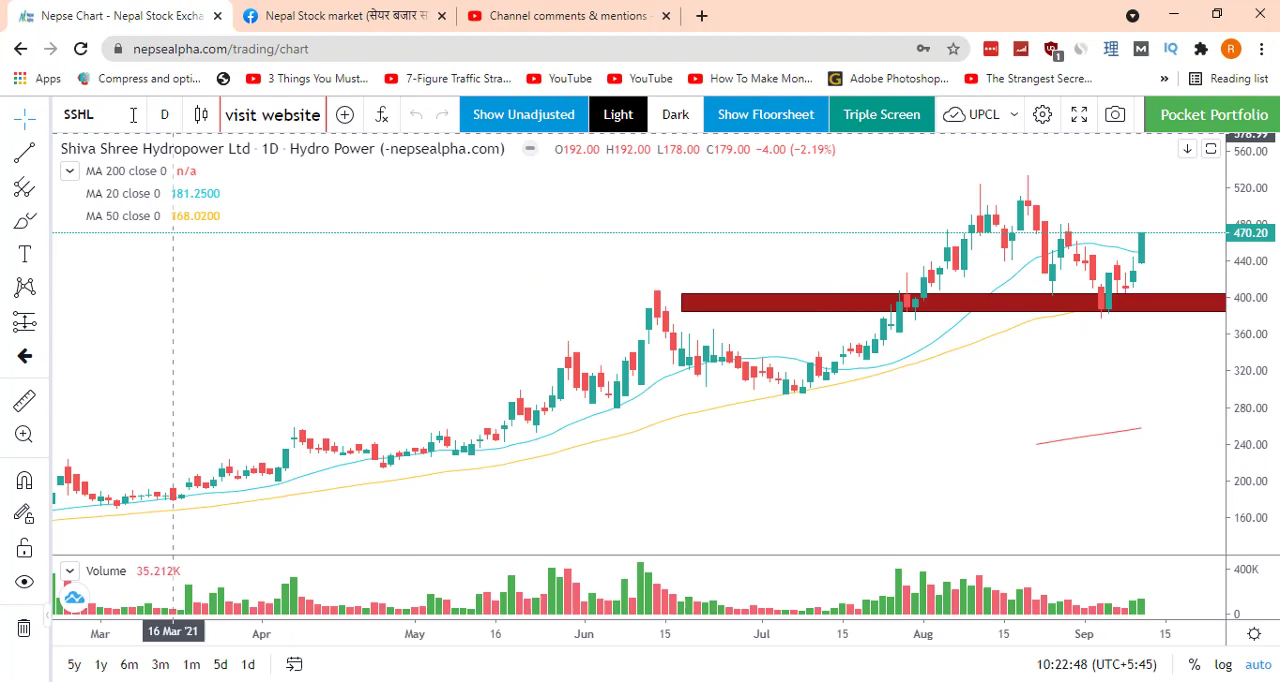 Nepse Chart - Nepal Stock Excha
Nepal Stock market (सेयर बजार स
Channel comments & mentions -
nepsealpha.com/trading/chart
Apps
Compress and opti...
3 Things You Must...
7-Figure Traffic Stra...
YouTube
YouTube
How To Make Mon...
Adobe Photoshop...
The Strangest Secre...
»
Reading list
SSHL
D
visit website
Show Unadjusted
Light
Dark
Show Floorsheet
Triple Screen
UPCL
Pocket Portfolio
Shiva Shree Hydropower Ltd · 1D · Hydro Power (-nepsealpha.com)
O192.00 H192.00 L178.00 C179.00 -4.00 (-2.19%)
MA 200 close 0 n/a
MA 20 close 0 181.2500
MA 50 close 0 168.0200
578.99
560.00
520.00
480.00
470.20
440.00
400.00
360.00
320.00
280.00
240.00
200.00
160.00
Volume 35.212K
400K
0
Mar
16 Mar '21
Apr
May
16
Jun
15
Jul
15
Aug
15
Sep
15
5y 1y 6m 3m 1m 5d 1d
10:22:48 (UTC+5:45)
% log auto